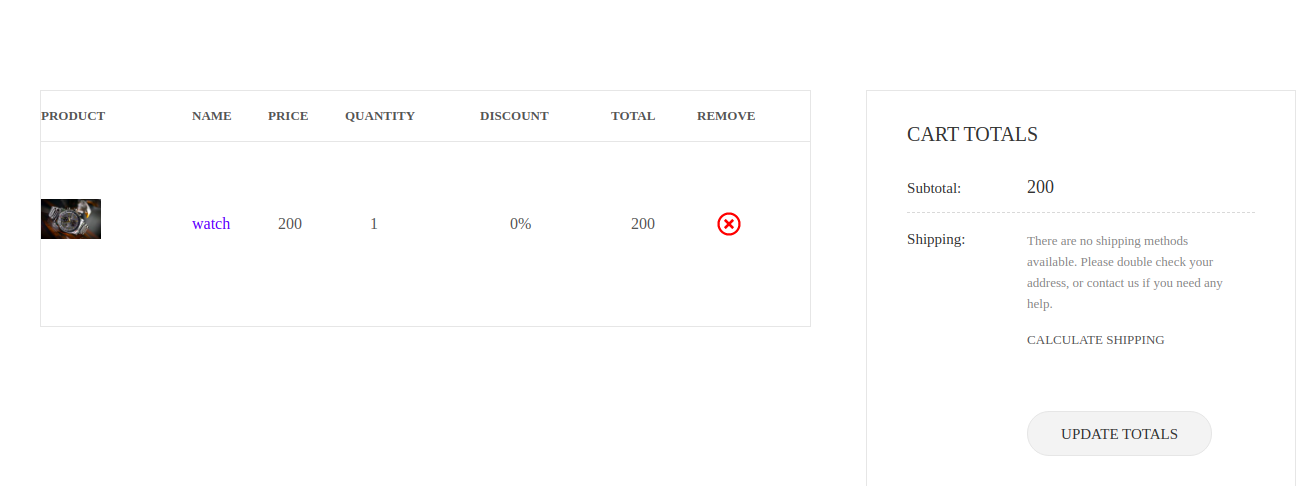 PRODUCT NAME PRICE QUANTITY DISCOUNT TOTAL REMOVE
watch 200 1 0% 200
CART TOTALS
Subtotal: 200
Shipping: There are no shipping methods
available. Please double check your
address, or contact us if you need any
help.
CALCULATE SHIPPING
UPDATE TOTALS